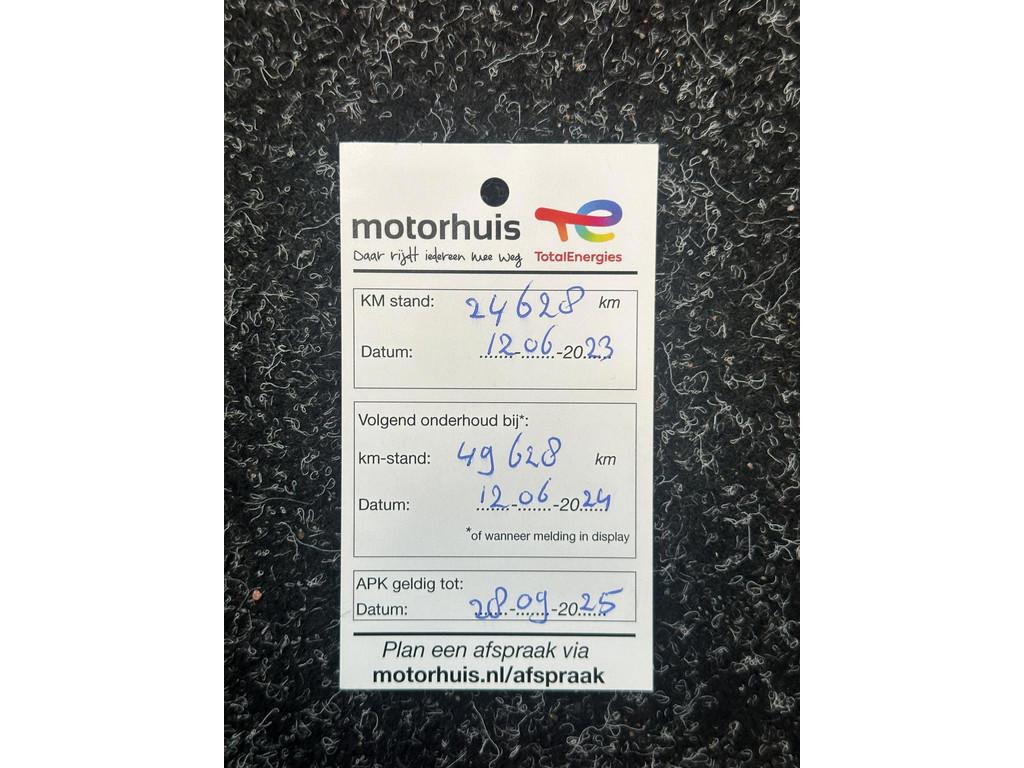 motorhuis
Daar rijdt iedereen mee weg
TotalEnergies
KM stand: 24628 km
Datum: 12-06-2023
Volgend onderhoud bij*:
km-stand: 49628 km
Datum: 12-06-2024
*of wanneer melding in display
APK geldig tot:
Datum: 28-09-2025
Plan een afspraak via
motorhuis.nl/afspraak